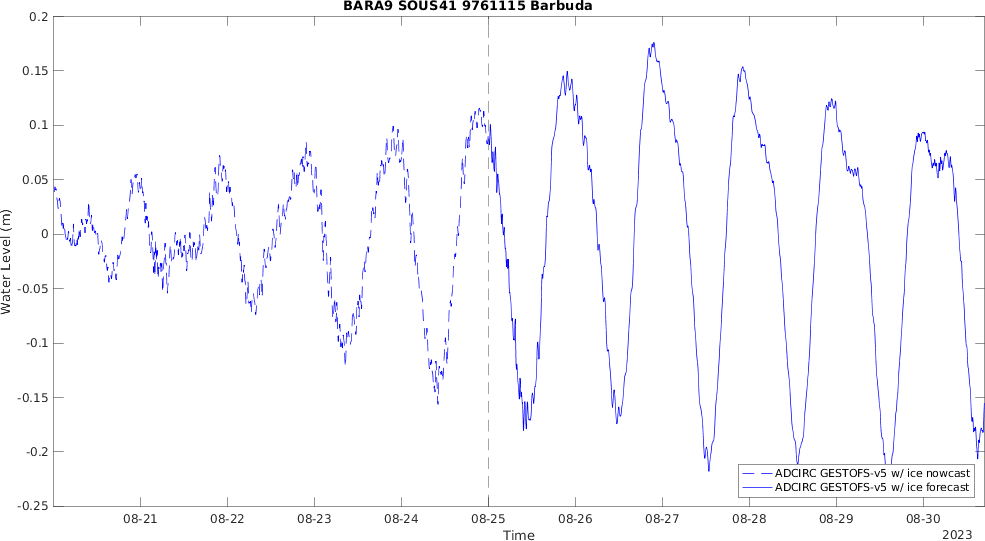 BARA9 SOUS41 9761115 Barbuda
0.2
0.15
0.1
0.05
0
-0.05
-0.1
-0.15
-0.2
-0.25
Water Level (m)
ADCIRC GESTOFS-v5 w/ ice nowcast
ADCIRC GESTOFS-v5 w/ ice forecast
08-21 08-22 08-23 08-24 08-25 08-26 08-27 08-28 08-29 08-30
Time
2023